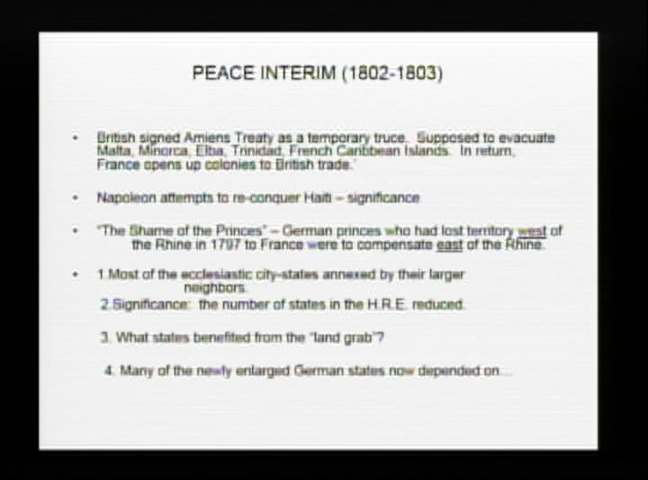 PEACE INTERIM (1802-1803)
• British signed Amiens Treaty as a temporary truce. Supposed to evacuate
Malta, Minorca, Elba, Trinidad, French Caribbean Islands. In return,
France opens up colonies to British trade.
• Napoleon attempts to re-conquer Haiti – significance
• "The Shame of the Princes" – German princes who had lost territory west of
the Rhine in 1797 to France were to compensate east of the Rhine.
• 1.Most of the ecclesiastic city-states annexed by their larger
neighbors.
2.Significance: the number of states in the H.R.E. reduced.
3. What states benefited from the "land grab"?
4. Many of the newly enlarged German states now depended on...